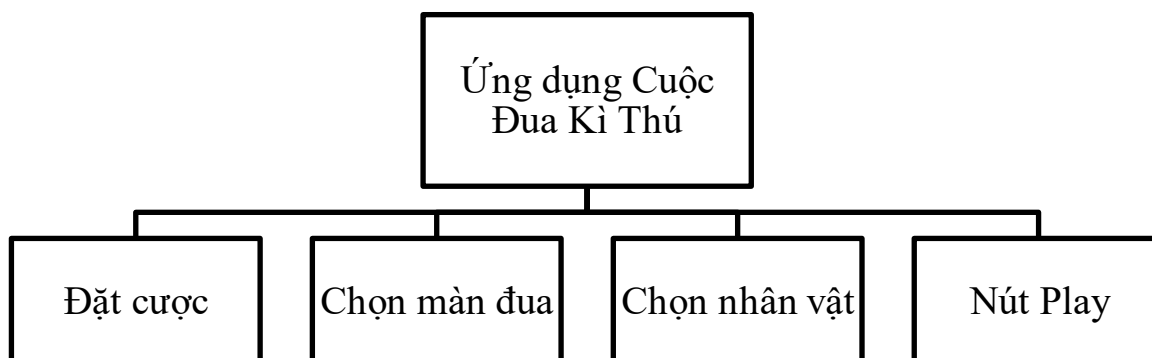 Ứng dụng Cuộc
Đua Kì Thú
Đặt cược
Chọn màn đua
Chọn nhân vật
Nút Play